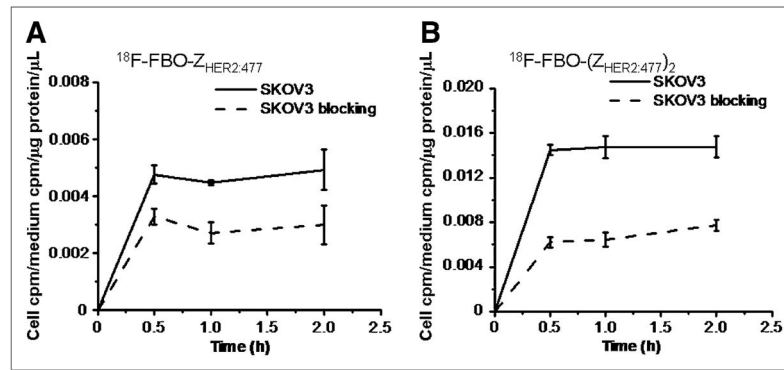 A
¹⁸F-FBO-Z_HER2:477
SKOV3
SKOV3 blocking
Cell cpm/medium cpm/µg protein/µL
0.008
0.006
0.004
0.002
0
0 0.5 1.0 1.5 2.0 2.5
Time (h)
B
¹⁸F-FBO-(Z_HER2:477)₂
SKOV3
SKOV3 blocking
Cell cpm/medium cpm/µg protein/µL
0.020
0.016
0.012
0.008
0.004
0
0 0.5 1.0 1.5 2.0 2.5
Time (h)